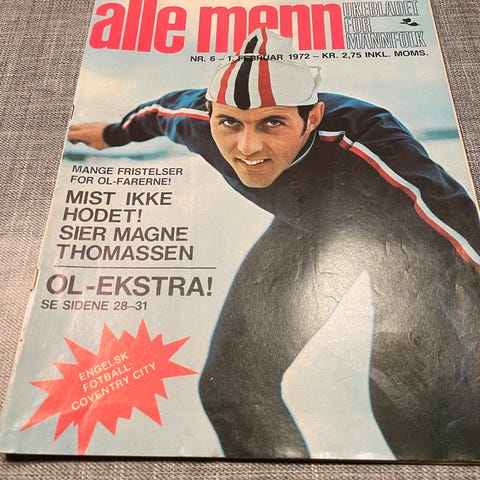 alle menn
UKEBLADET
FOR
MANNFOLK
NR. 6 – 1. FEBRUAR 1972 – KR. 2,75 INKL. MOMS.
MANGE FRISTELSER
FOR OL-FARERNE!
MIST IKKE
HODET!
SIER MAGNE
THOMASSEN
OL-EKSTRA!
SE SIDENE 28–31
ENGELSK
FOTBALL:
COVENTRY CITY